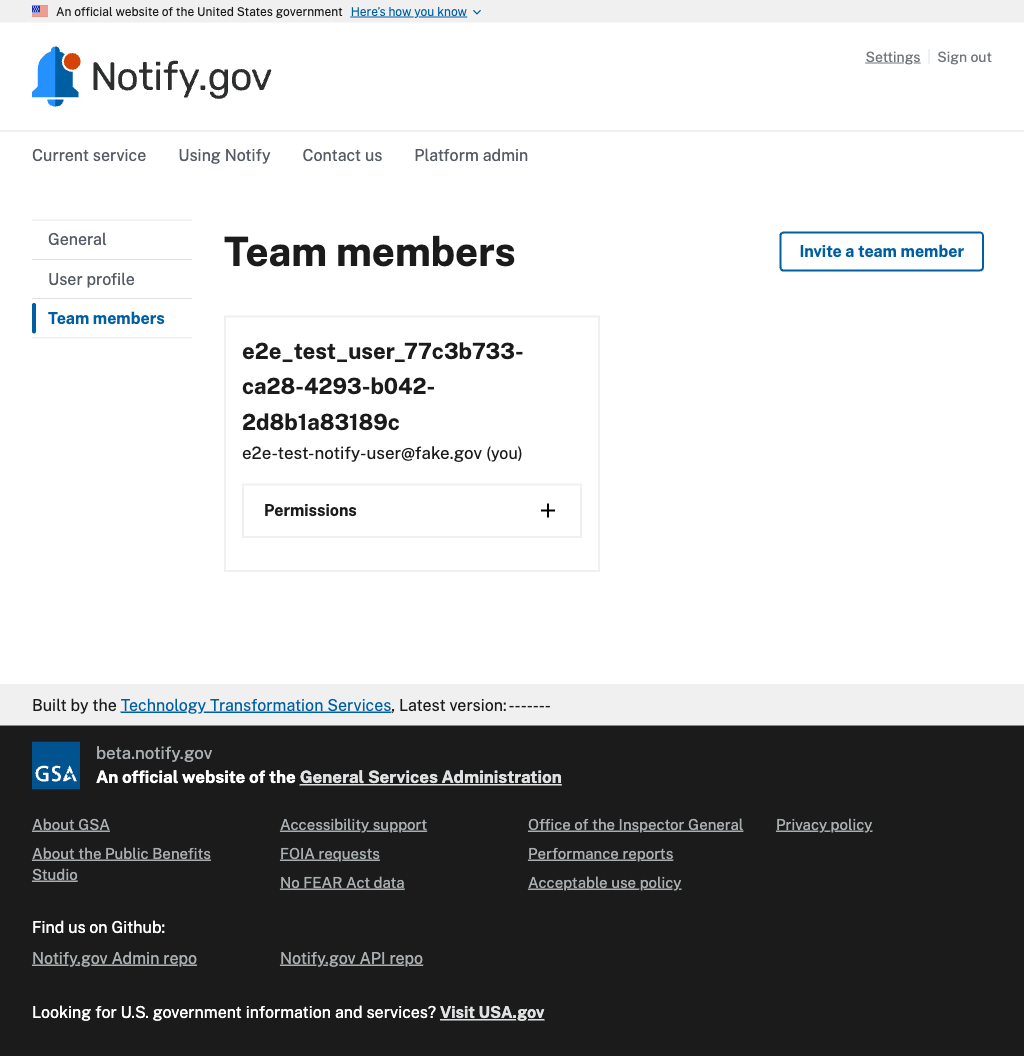 An official website of the United States government Here's how you know
Notify.gov
Settings Sign out
Current service Using Notify Contact us Platform admin
General
User profile
Team members
Team members
Invite a team member
e2e_test_user_77c3b733-
ca28-4293-b042-
2d8b1a83189c
e2e-test-notify-user@fake.gov (you)
Permissions
Built by the Technology Transformation Services, Latest version:-------
GSA
beta.notify.gov
An official website of the General Services Administration
About GSA
About the Public Benefits
Studio
Accessibility support
FOIA requests
No FEAR Act data
Office of the Inspector General
Performance reports
Acceptable use policy
Privacy policy
Find us on Github:
Notify.gov Admin repo Notify.gov API repo
Looking for U.S. government information and services? Visit USA.gov